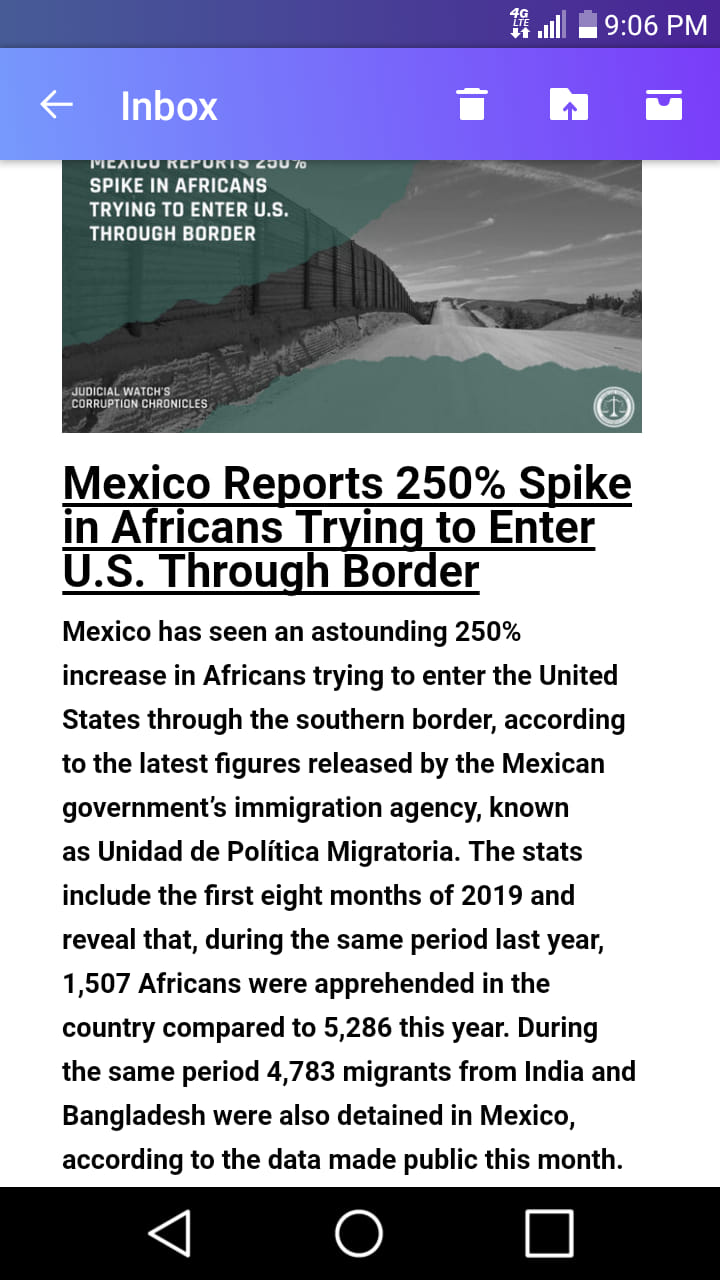 4G
LTE
9:06 PM
Inbox
MEXICO REPORTS 250%
SPIKE IN AFRICANS
TRYING TO ENTER U.S.
THROUGH BORDER
JUDICIAL WATCH'S
CORRUPTION CHRONICLES
Mexico Reports 250% Spike
in Africans Trying to Enter
U.S. Through Border
Mexico has seen an astounding 250%
increase in Africans trying to enter the United
States through the southern border, according
to the latest figures released by the Mexican
government’s immigration agency, known
as Unidad de Política Migratoria. The stats
include the first eight months of 2019 and
reveal that, during the same period last year,
1,507 Africans were apprehended in the
country compared to 5,286 this year. During
the same period 4,783 migrants from India and
Bangladesh were also detained in Mexico,
according to the data made public this month.